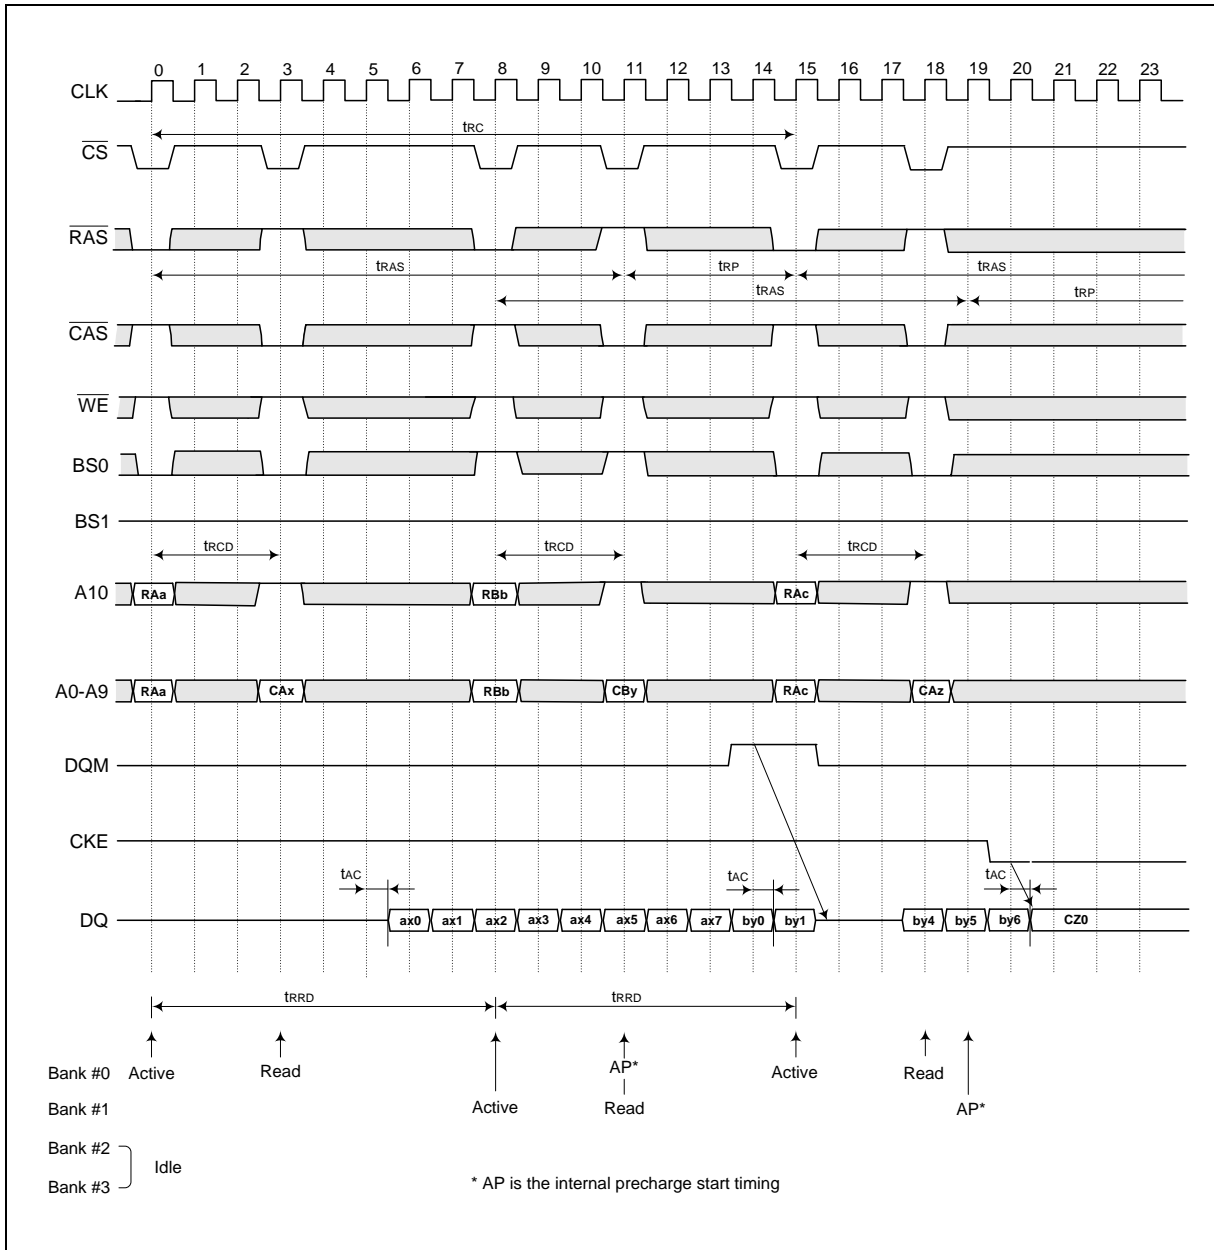 0 1 2 3 4 5 6 7 8 9 10 11 12 13 14 15 16 17 18 19 20 21 22 23
CLK
tRC
CS
RAS
tRAS tRP tRAS
tRAS tRP
CAS
WE
BS0
BS1
tRCD tRCD tRCD
A10 RAa RBb RAc
A0-A9 RAa CAx RBb CBy RAc CAz
DQM
CKE
tAC tAC tAC
DQ ax0 ax1 ax2 ax3 ax4 ax5 ax6 ax7 by0 by1 by4 by5 by6 CZ0
tRRD tRRD
Bank #0 Active Read AP* Active Read
Bank #1 Active Read AP*
Bank #2
Idle
Bank #3
* AP is the internal precharge start timing